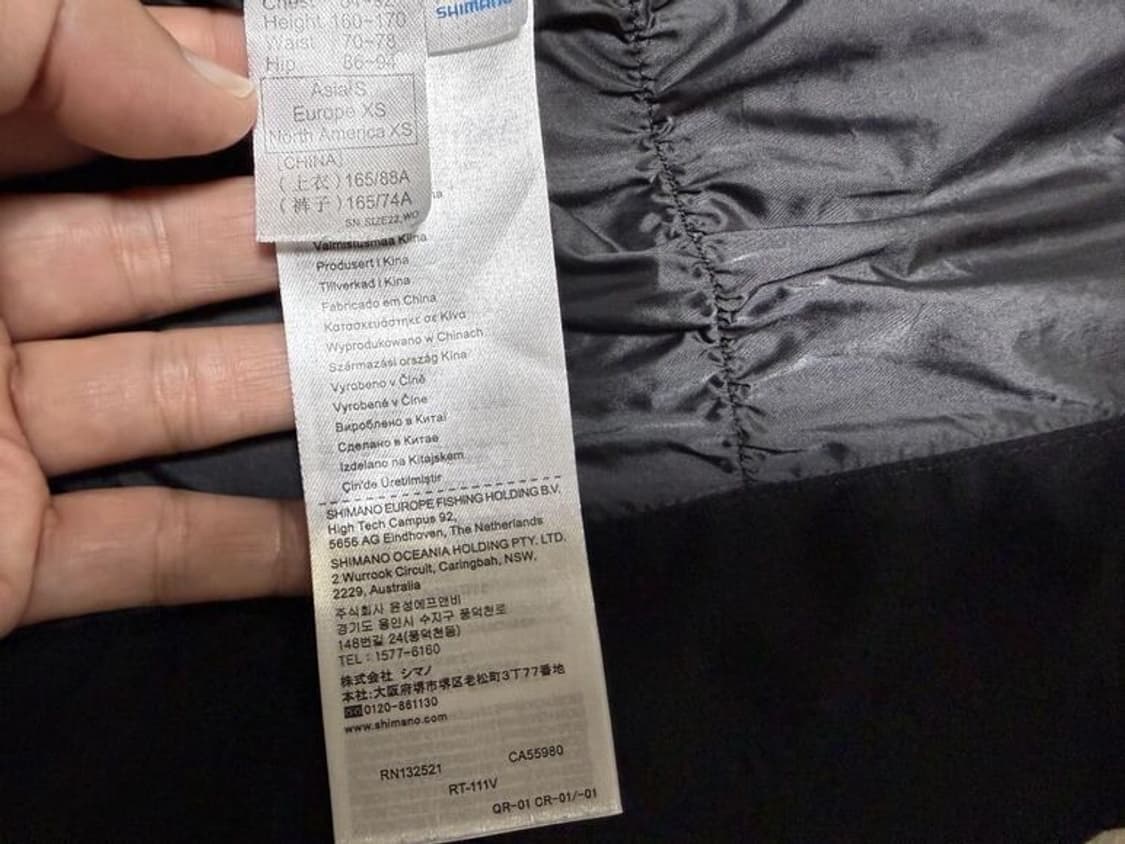 Height 160~170
Waist 70~78
Hip 86~94
Asia S
Europe XS
North America XS
[CHINA]
(上衣)165/88A
(裤子)165/74A
SN.SIZE22.WO
SHIMANO
Valmistusmaa Kiina
Produsert i Kina
Tillverkad i Kina
Fabricado em China
Κατασκευάστηκε σε Κίνα
Wyprodukowano w Chinach
Származási ország Kína
Vyrobeno v Číně
Vyrobené v Číne
Вироблено в Китаї
Сделано в Китае
Izdelano na Kitajskem
Çin'de Üretilmiştir
SHIMANO EUROPE FISHING HOLDING B.V.
High Tech Campus 92,
5656 AG Eindhoven, The Netherlands
SHIMANO OCEANIA HOLDING PTY. LTD.
2 Wurrook Circuit, Caringbah, NSW.
2229, Australia
주식회사 윤성에프앤비
경기도 용인시 수지구 풍덕천로
148번길 24(풍덕천동)
TEL : 1577-6160
株式会社 シマノ
本社:大阪府堺市堺区老松町3丁77番地
0120-861130
www.shimano.com
RN132521
CA55980
RT-111V
QR-01 CR-01/-01